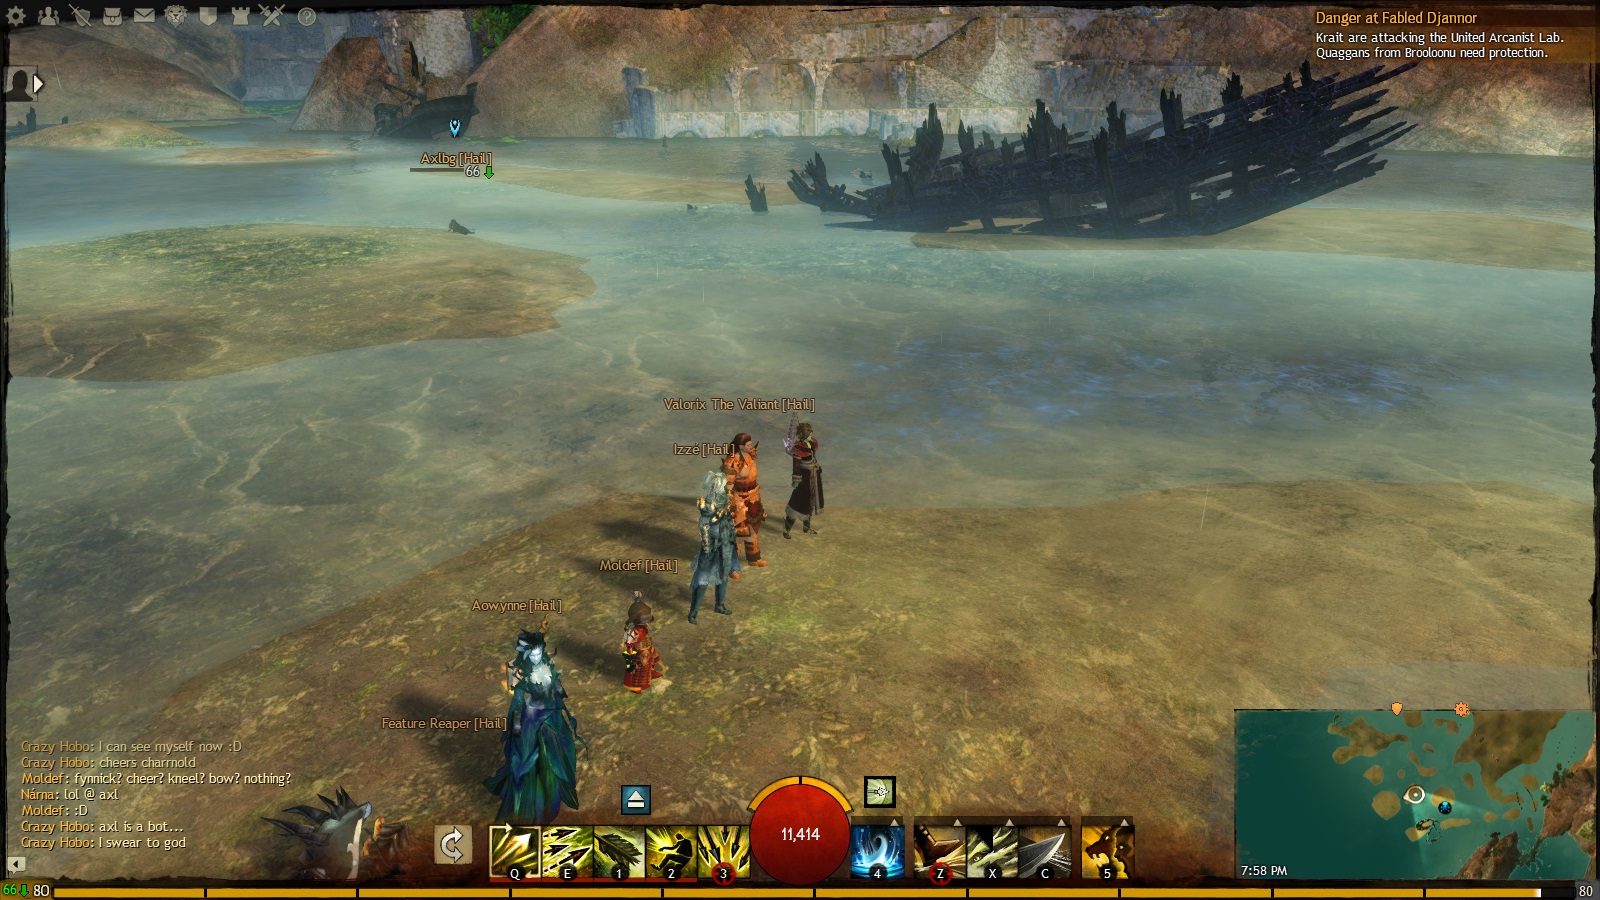 Danger at Fabled Djannor
Krait are attacking the United Arcanist Lab.
Quaggans from Brooloonu need protection.
Axlbg [Hail]
66
Valorix The Valiant [Hail]
Izzé [Hail]
Moldef [Hail]
Aowynne [Hail]
Feature Reaper [Hail]
Crazy Hobo: I can see myself now :D
Crazy Hobo: cheers charrnold
Moldef: fynnick? cheer? kneel? bow? nothing?
Nárna: lol @ axl
Moldef: :D
Crazy Hobo: axl is a bot...
Crazy Hobo: I swear to god
11,414
Q E 1 2 3 4 Z X C 5
7:58 PM
66 80
80